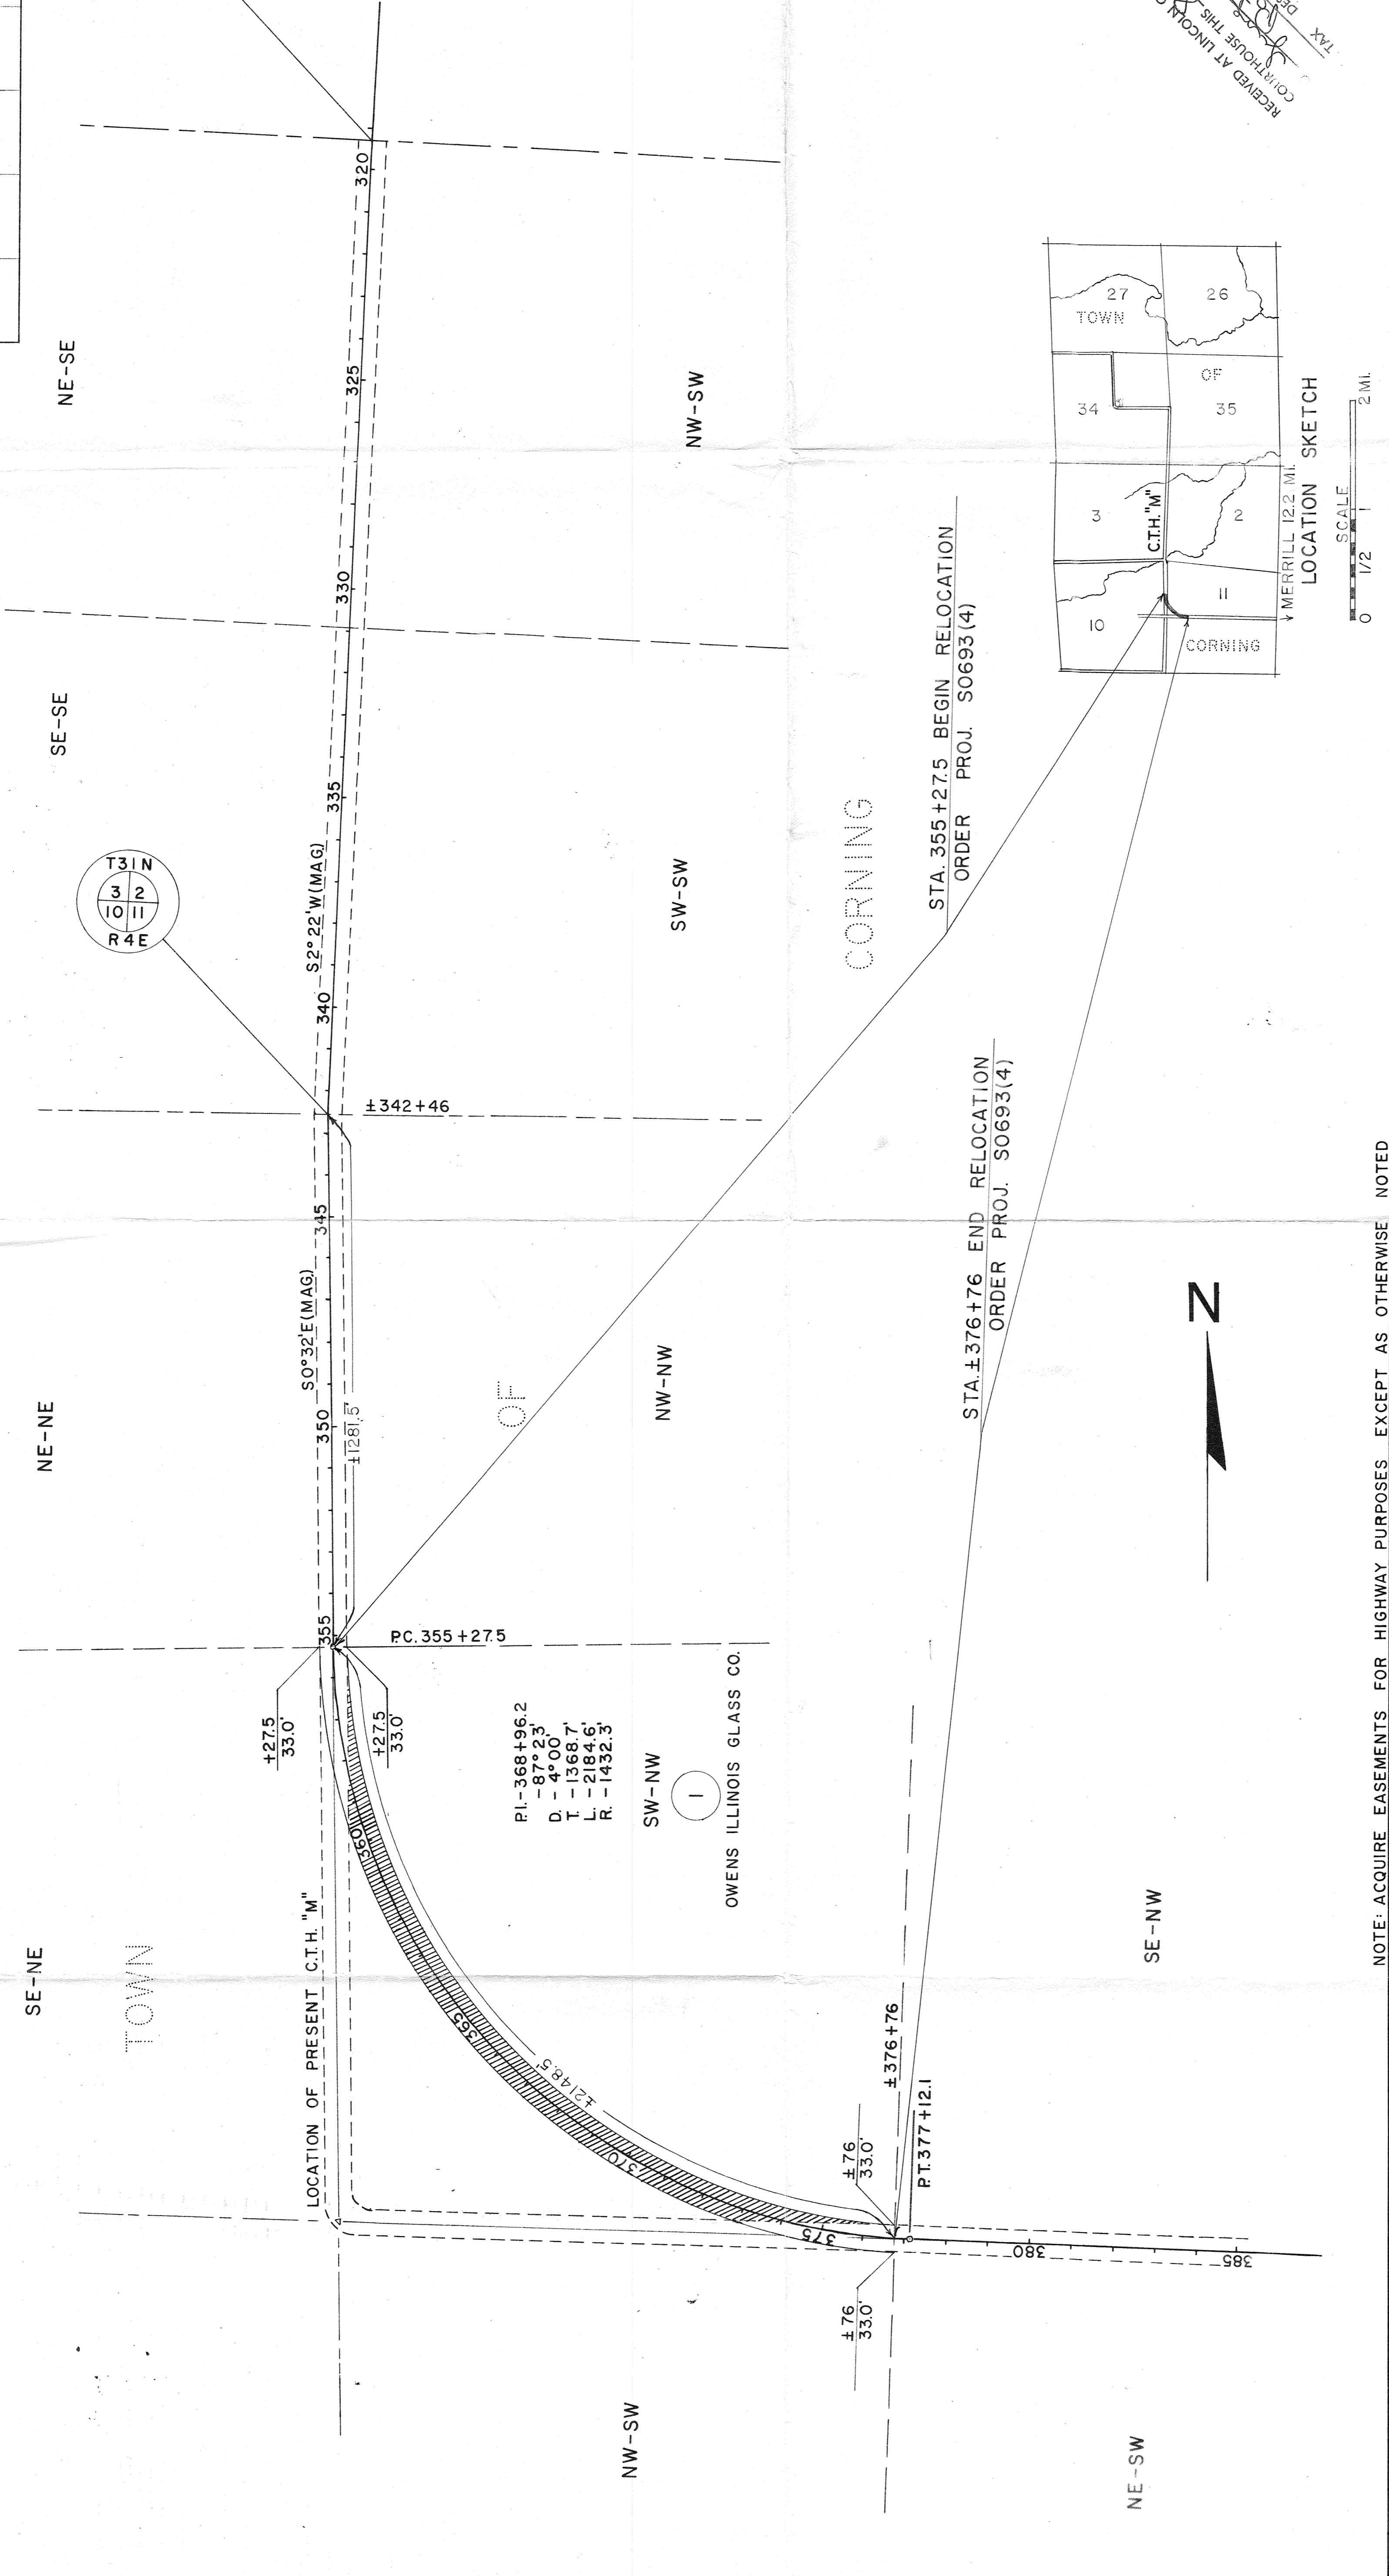 NE-SE
SE-SE
NE-NE
SE-NE
TOWN
OF
CORNING
T31N
3 2
10 11
R4E
320
325
330
335
S2°22'W(MAG)
340
±342+46
345
S0°32'E(MAG.)
350
±1281.5'
355
P.C. 355+27.5
+27.5
33.0'
+27.5
33.0'
LOCATION OF PRESENT C.T.H. "M"
360
365
370
375
380
385
±2148.5'
P.I.-368+96.2
-87°23'
D. - 4°00'
T. -1368.7'
L. -2184.6'
R. -1432.3'
NW-SW
SW-SW
NW-NW
SW-NW
1
OWENS ILLINOIS GLASS CO.
±376+76
P.T. 377+12.1
±76
33.0'
±76
33.0'
NW-SW
NE-SW
SE-NW
STA. 355+27.5 BEGIN RELOCATION
ORDER PROJ. S0693(4)
STA. ±376+76 END RELOCATION
ORDER PROJ. S0693(4)
N
27
TOWN
26
34
OF
35
3
C.T.H. "M"
2
10
11
CORNING
MERRILL 12.2 MI.
LOCATION SKETCH
SCALE
0 1/2 1 2 MI.
RECEIVED AT LINCOLN
COURTHOUSE THIS
TAX
NOTE: ACQUIRE EASEMENTS FOR HIGHWAY PURPOSES EXCEPT AS OTHERWISE NOTED